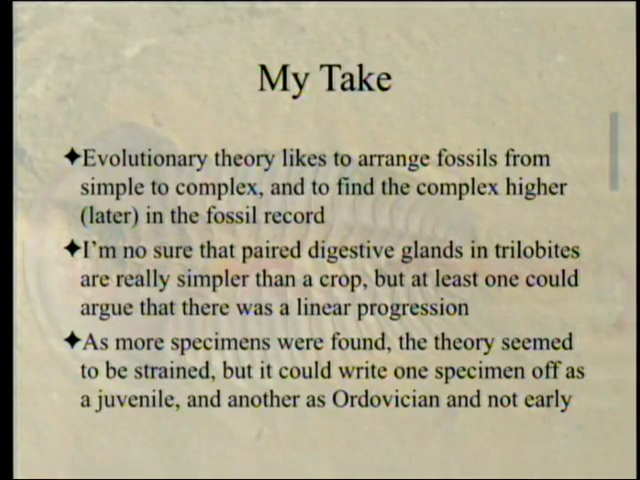 My Take
✦Evolutionary theory likes to arrange fossils from
simple to complex, and to find the complex higher
(later) in the fossil record
✦I'm no sure that paired digestive glands in trilobites
are really simpler than a crop, but at least one could
argue that there was a linear progression
✦As more specimens were found, the theory seemed
to be strained, but it could write one specimen off as
a juvenile, and another as Ordovician and not early